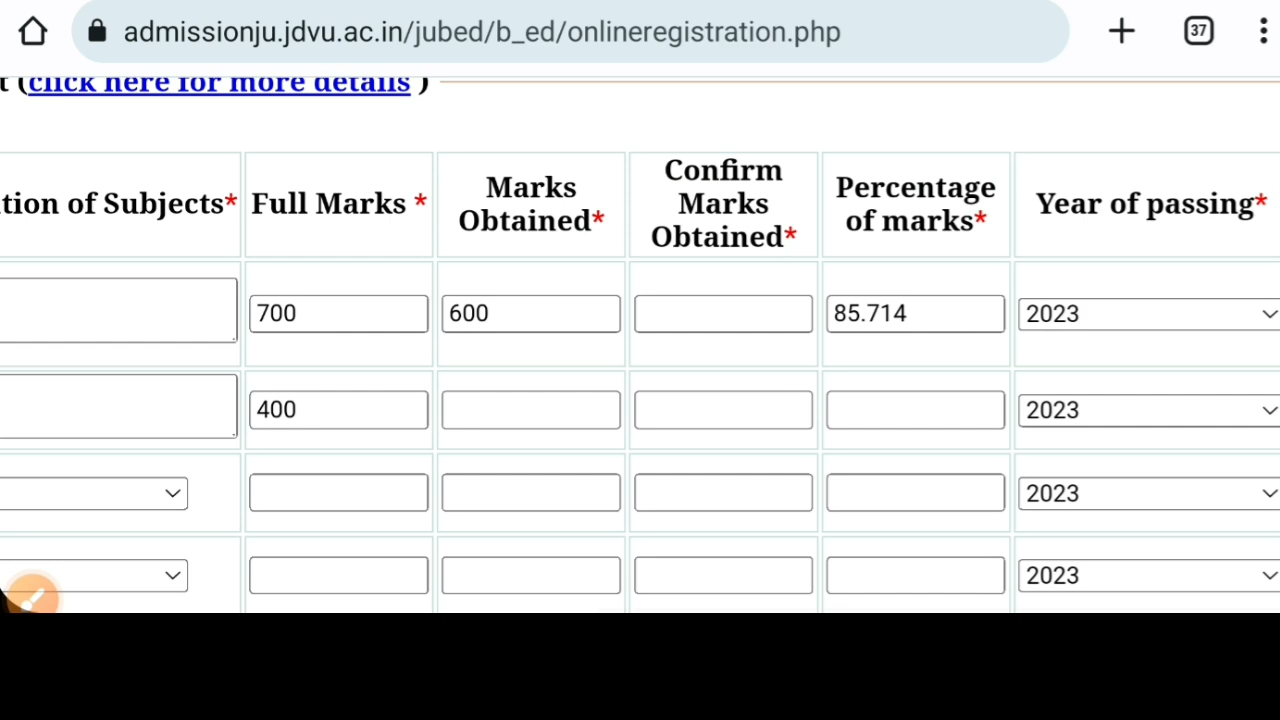 admissionju.jdvu.ac.in/jubed/b_ed/onlineregistration.php
37
t (click here for more details )
tion of Subjects*
Full Marks *
Marks
Obtained*
Confirm
Marks
Obtained*
Percentage
of marks*
Year of passing*
700
600
85.714
2023
400
2023
2023
2023